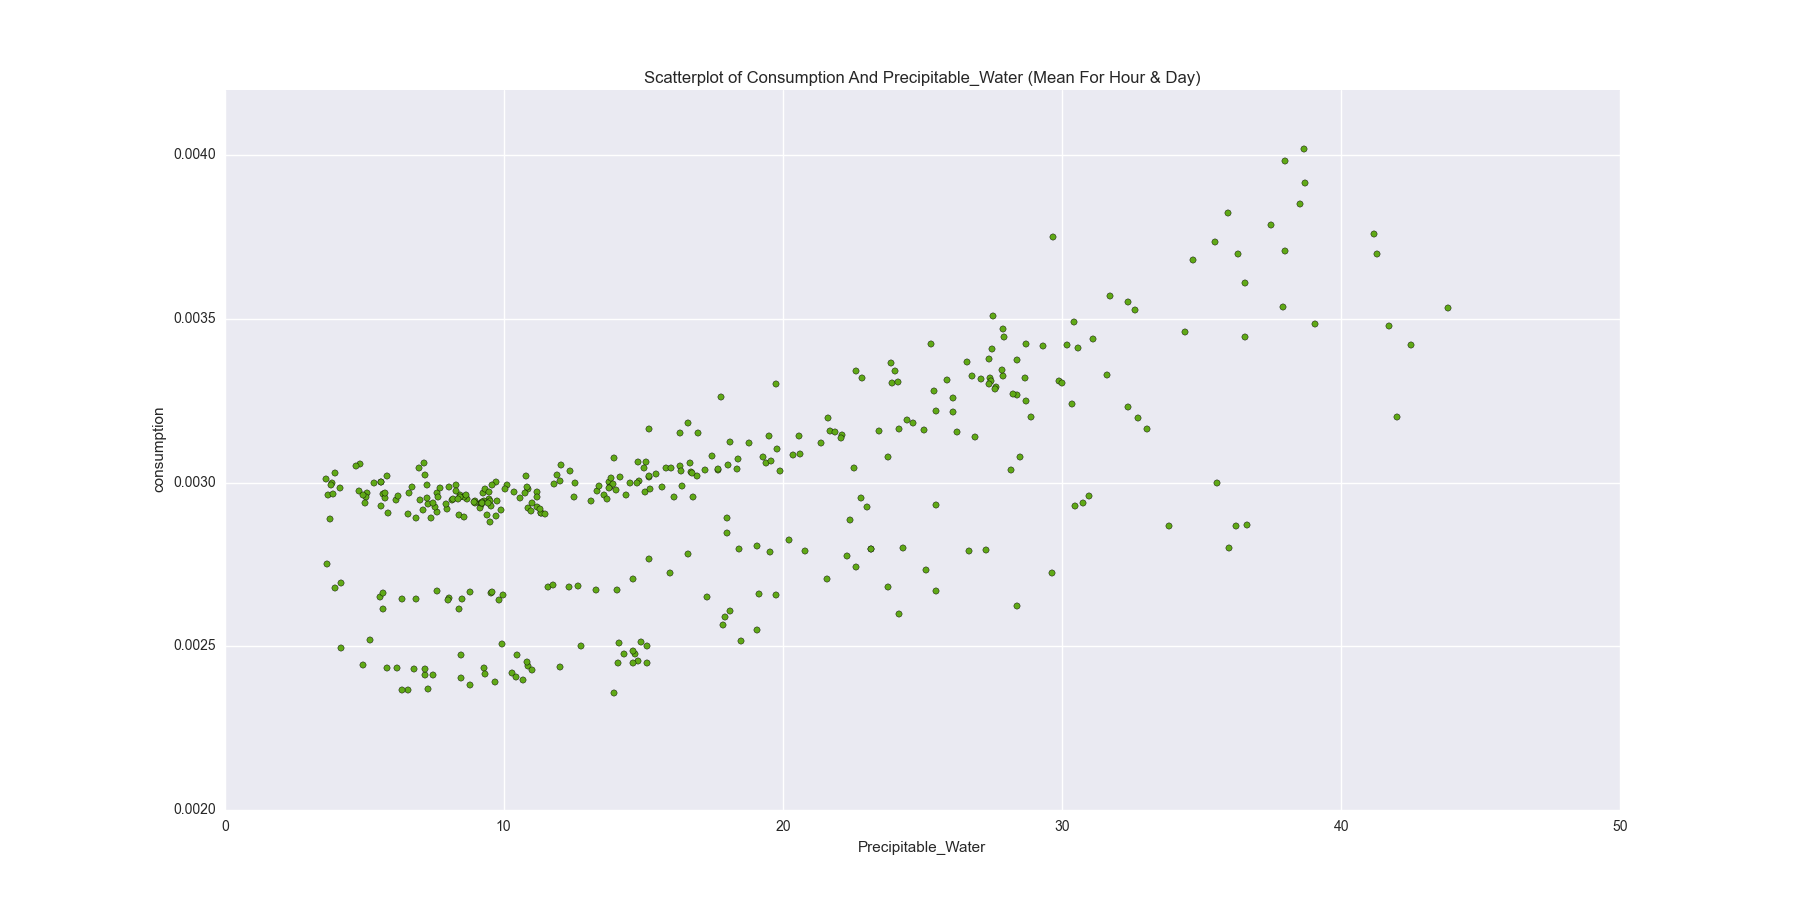 Scatterplot of Consumption And Precipitable_Water (Mean For Hour & Day)
0.0040
0.0035
0.0030
0.0025
0.0020
consumption
0 10 20 30 40 50
Precipitable_Water